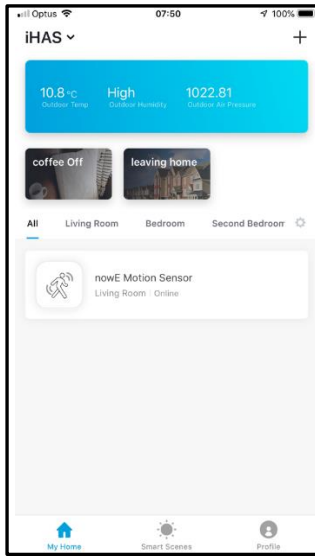 Optus 07:50 100%
iHAS
10.8 °C High 1022.81
Outdoor Temp Outdoor Humidity Outdoor Air Pressure
coffee Off leaving home
All Living Room Bedroom Second Bedroom
nowE Motion Sensor
Living Room Online
My Home Smart Scenes Profile